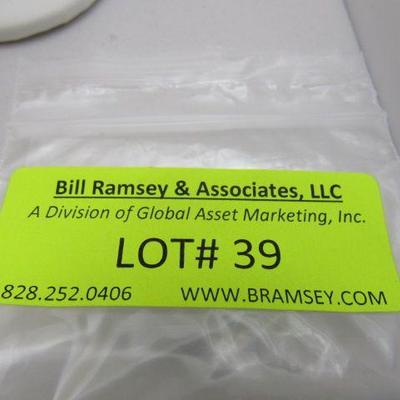 Bill Ramsey & Associates, LLC
A Division of Global Asset Marketing, Inc.
LOT# 39
828.252.0406 WWW.BRAMSEY.COM